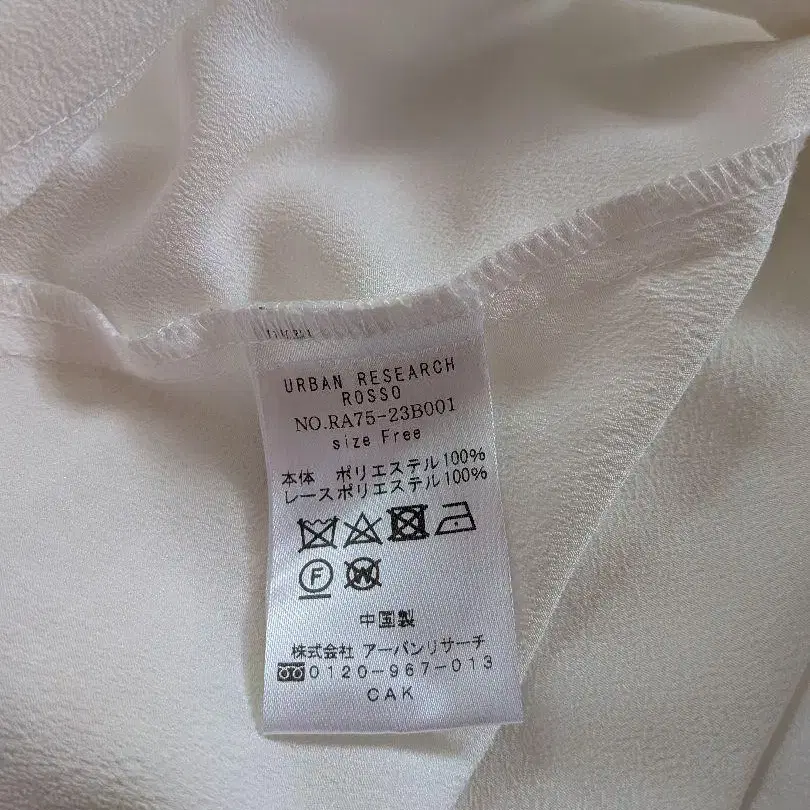 URBAN RESEARCH
ROSSO
NO.RA75-23B001
size Free
本体 ポリエステル100%
レースポリエステル100%
F W
中国製
株式会社 アーバンリサーチ
0120-967-013
CAK